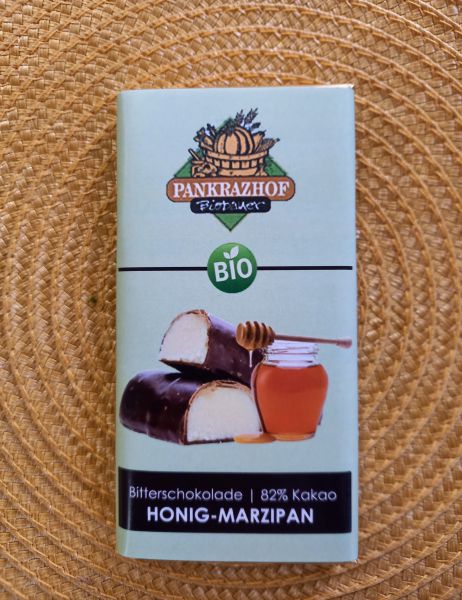 PANKRAZHOF
Biobauer
BIO
Bitterschokolade | 82% Kakao
HONIG-MARZIPAN